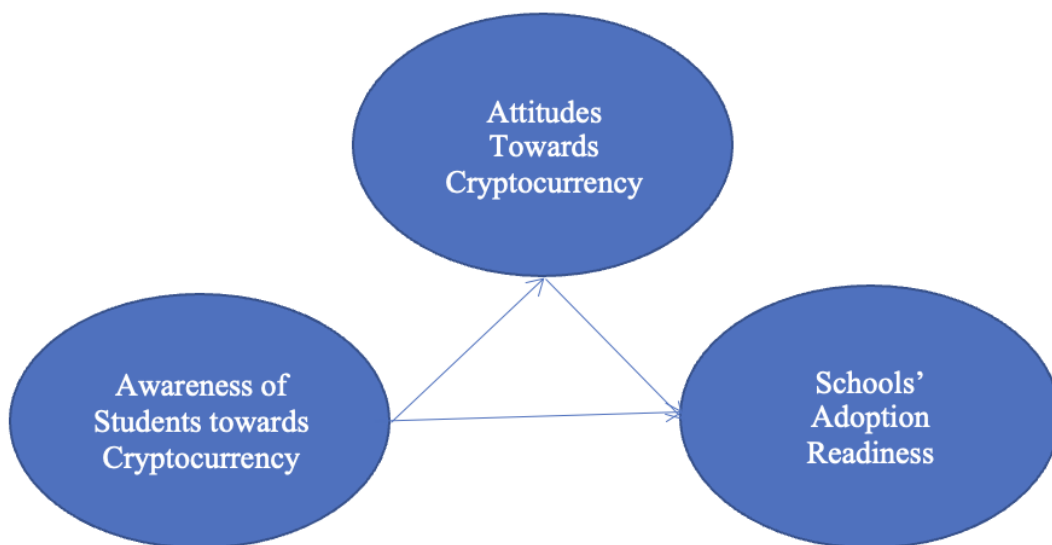 Attitudes
Towards
Cryptocurrency
Awareness of
Students towards
Cryptocurrency
Schools’
Adoption
Readiness